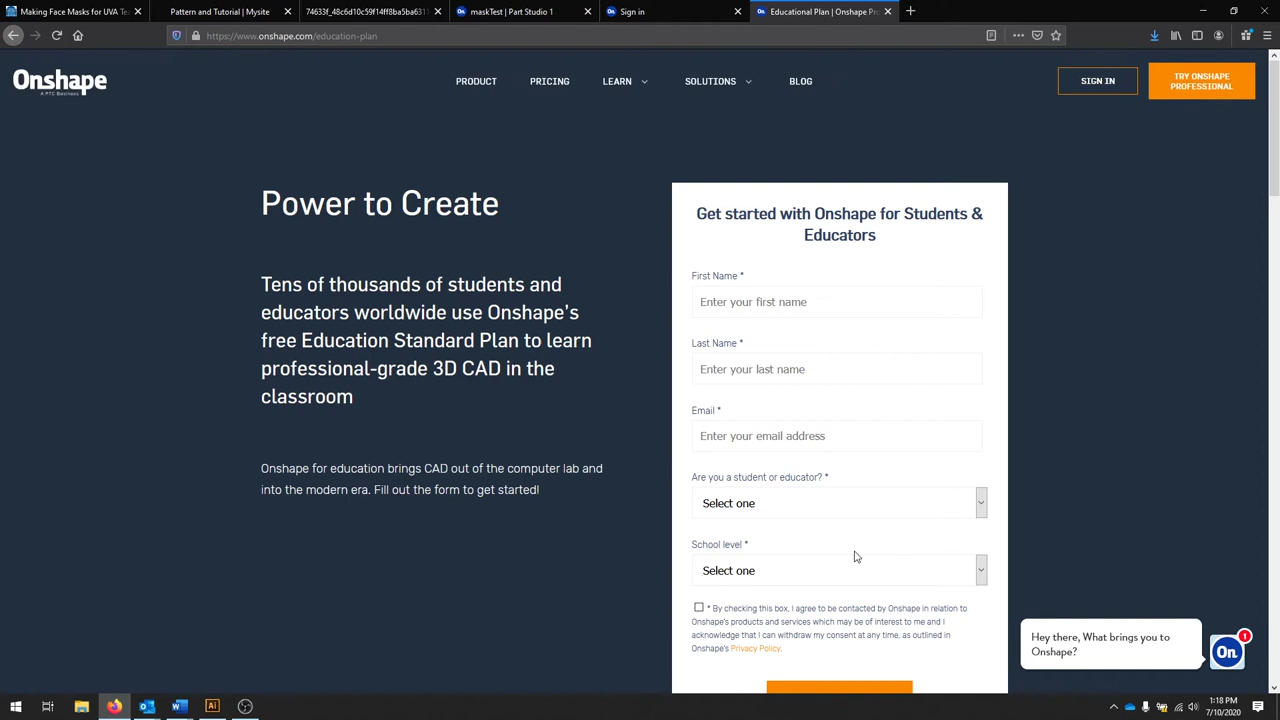 Making Face Masks for UVA Te
Pattern and Tutorial | Mysite
maskTest | Part Studio 1
Sign in
Educational Plan | Onshape Pr
https://www.onshape.com/education-plan
Onshape
A PTC Business
PRODUCT
PRICING
LEARN
SOLUTIONS
BLOG
SIGN IN
TRY ONSHAPE
PROFESSIONAL
Power to Create
Tens of thousands of students and
educators worldwide use Onshape's
free Education Standard Plan to learn
professional-grade 3D CAD in the
classroom
Onshape for education brings CAD out of the computer lab and
into the modern era. Fill out the form to get started!
Get started with Onshape for Students &
Educators
First Name *
Enter your first name
Last Name *
Enter your last name
Email *
Enter your email address
Are you a student or educator? *
Select one
School level *
Select one
* By checking this box, I agree to be contacted by Onshape in relation to
Onshape's products and services which may be of interest to me and I
acknowledge that I can withdraw my consent at any time, as outlined in
Onshape's Privacy Policy.
Hey there, What brings you to
Onshape?
On
1
1:18 PM
7/10/2020